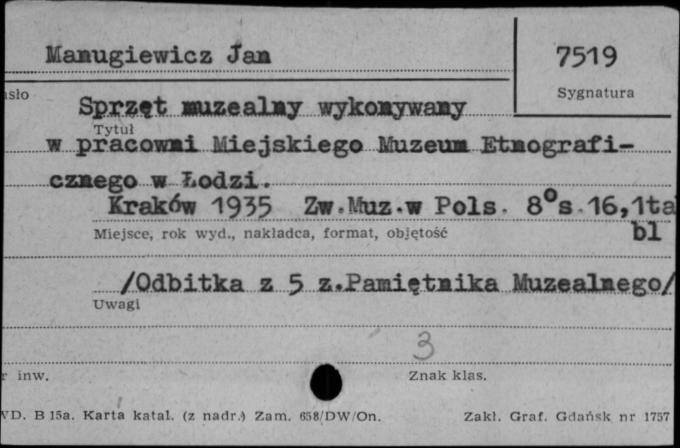 Manugiewicz Jan
7519
Sygnatura
asło
Sprzęt muzealny wykonywany
Tytuł
w pracowni Miejskiego Muzeum Etnografi-
cznego w Łodzi.
Kraków 1935 Zw.Muz.w Pols. 8°s.16,1ta
bl
Miejsce, rok wyd., nakładca, format, objętość
/Odbitka z 5 z.Pamiętnika Muzealnego/
Uwagi
3
r inw.
Znak klas.
WD. B 15a. Karta katal. (z nadr.) Zam. 658/DW/On.
Zakł. Graf. Gdańsk nr 1757